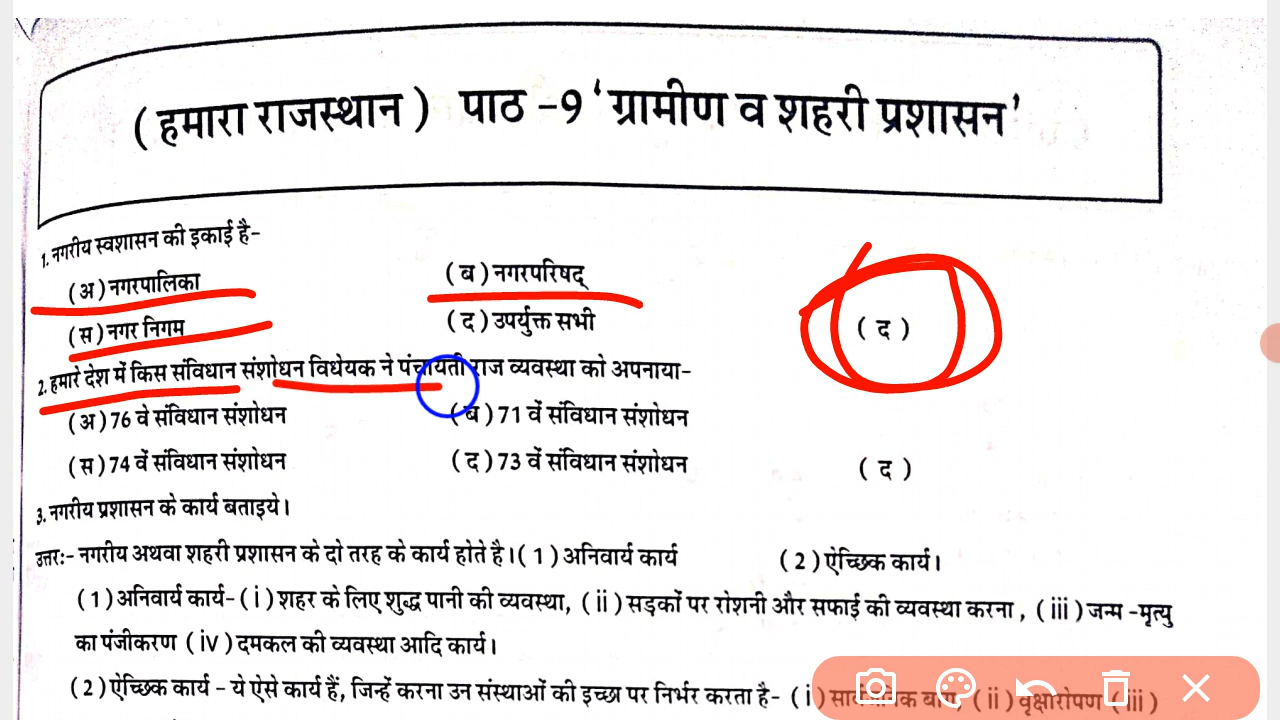 ( हमारा राजस्थान ) पाठ -9 'ग्रामीण व शहरी प्रशासन'
1. नगरीय स्वशासन की इकाई है-
( अ ) नगरपालिका ( ब ) नगरपरिषद्
( स ) नगर निगम ( द ) उपर्युक्त सभी ( द )
2. हमारे देश में किस संविधान संशोधन विधेयक ने पंचायती राज व्यवस्था को अपनाया-
( अ ) 76 वे संविधान संशोधन ( ब ) 71 वें संविधान संशोधन
( स ) 74 वें संविधान संशोधन ( द ) 73 वें संविधान संशोधन ( द )
3. नगरीय प्रशासन के कार्य बताइये।
उत्तर:- नगरीय अथवा शहरी प्रशासन के दो तरह के कार्य होते है। ( 1 ) अनिवार्य कार्य ( 2 ) ऐच्छिक कार्य।
( 1 ) अनिवार्य कार्य- ( i ) शहर के लिए शुद्ध पानी की व्यवस्था, ( ii ) सड़कों पर रोशनी और सफाई की व्यवस्था करना , ( iii ) जन्म -मृत्यु
का पंजीकरण ( iv ) दमकल की व्यवस्था आदि कार्य।
( 2 ) ऐच्छिक कार्य - ये ऐसे कार्य हैं, जिन्हें करना उन संस्थाओं की इच्छा पर निर्भर करता है- ( i ) सार्वजनिक बाग, ( ii ) वृक्षारोपण ( iii )